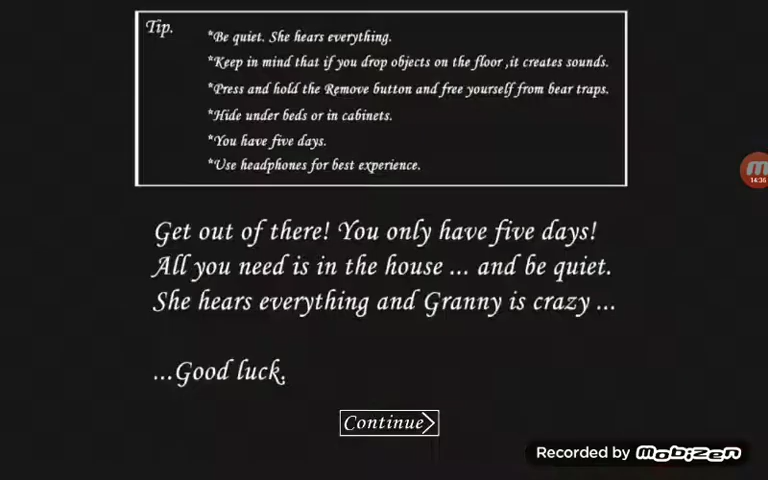 Tip.
*Be quiet. She hears everything.
*Keep in mind that if you drop objects on the floor ,it creates sounds.
*Press and hold the Remove button and free yourself from bear traps.
*Hide under beds or in cabinets.
*You have five days.
*Use headphones for best experience.
14:36
Get out of there! You only have five days!
All you need is in the house ... and be quiet.
She hears everything and Granny is crazy ...
...Good luck.
Continue
Recorded by mobizen